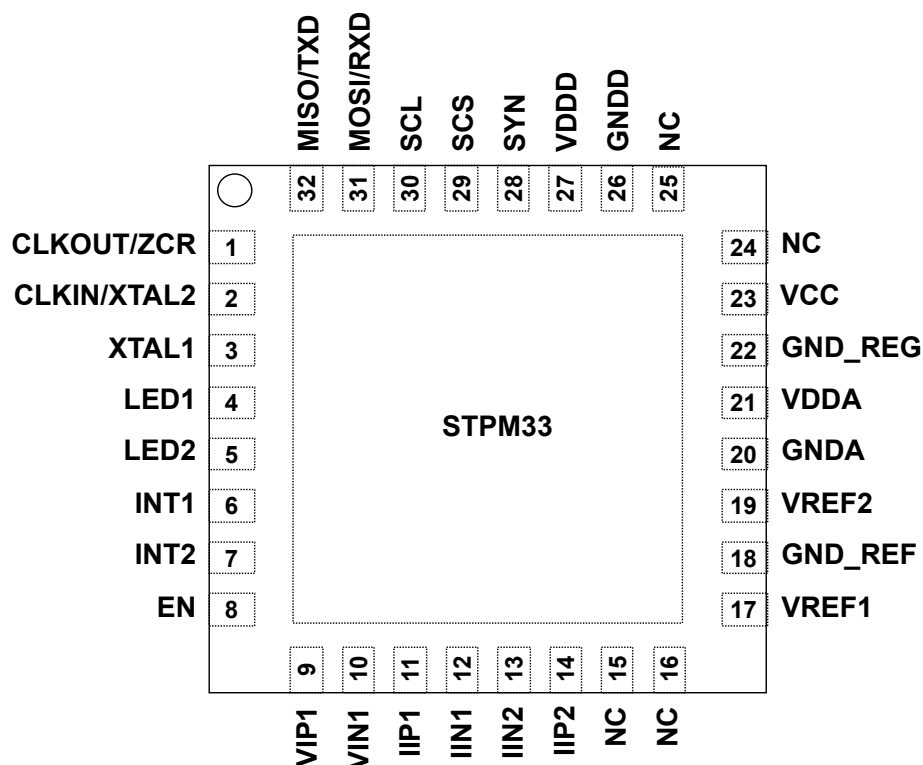 MISO/TXD
MOSI/RXD
SCL
SCS
SYN
VDDD
GNDD
NC
32
31
30
29
28
27
26
25
CLKOUT/ZCR 1
CLKIN/XTAL2 2
XTAL1 3
LED1 4
LED2 5
INT1 6
INT2 7
EN 8
STPM33
24 NC
23 VCC
22 GND_REG
21 VDDA
20 GNDA
19 VREF2
18 GND_REF
17 VREF1
9
10
11
12
13
14
15
16
VIP1
VIN1
IIP1
IIN1
IIN2
IIP2
NC
NC